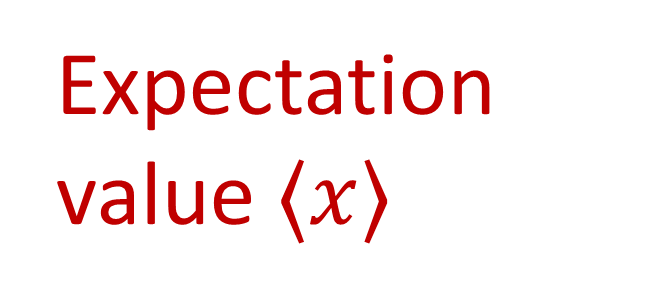 Expectation
value ⟨𝑥⟩